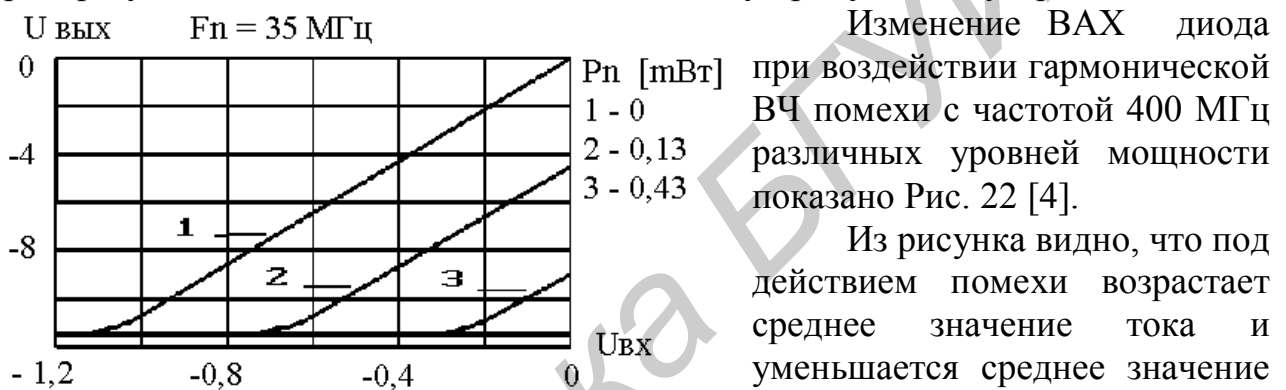 U вых Fn = 35 МГц
0
-4
-8
1
2
3
- 1,2 -0,8 -0,4 0
Uвх
Pn [mВт]
1 - 0
2 - 0,13
3 - 0,43
Изменение ВАХ диода
при воздействии гармонической
ВЧ помехи с частотой 400 МГц
различных уровней мощности
показано Рис. 22 [4].
Из рисунка видно, что под
действием помехи возрастает
среднее значение тока и
уменьшается среднее значение